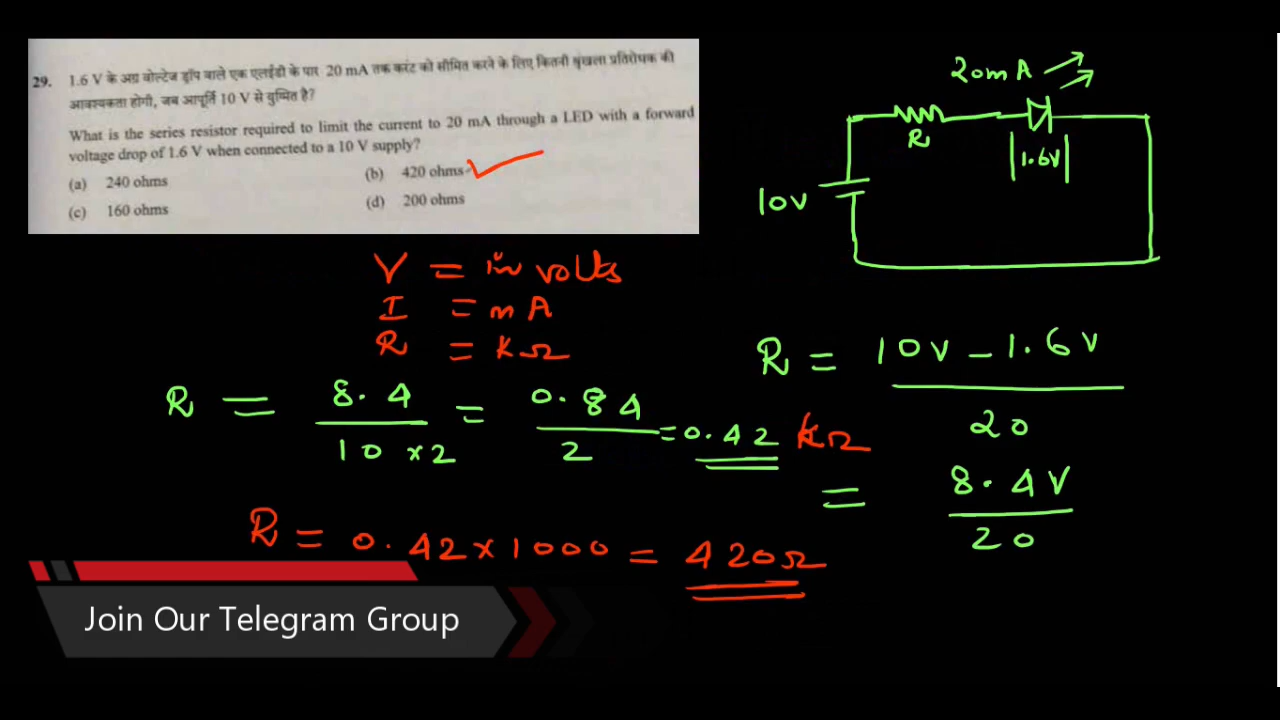 29. 1.6 V के अग्र वोल्टेज ड्रॉप वाले एक एलईडी के पार 20 mA तक करंट को सीमित करने के लिए कितनी श्रृंखला प्रतिरोधक की
आवश्यकता होगी, जब आपूर्ति 10 V से युग्मित है?
What is the series resistor required to limit the current to 20 mA through a LED with a forward
voltage drop of 1.6 V when connected to a 10 V supply?
(a) 240 ohms (b) 420 ohms
(c) 160 ohms (d) 200 ohms
20mA
R
1.6V
10V
V = in volts
I = mA
R = kΩ
R = 10V - 1.6V
20
= 8.4V
20
R = 8.4 = 0.84 = 0.42 kΩ
10 x2 2
R = 0.42 x 1000 = 420Ω
Join Our Telegram Group